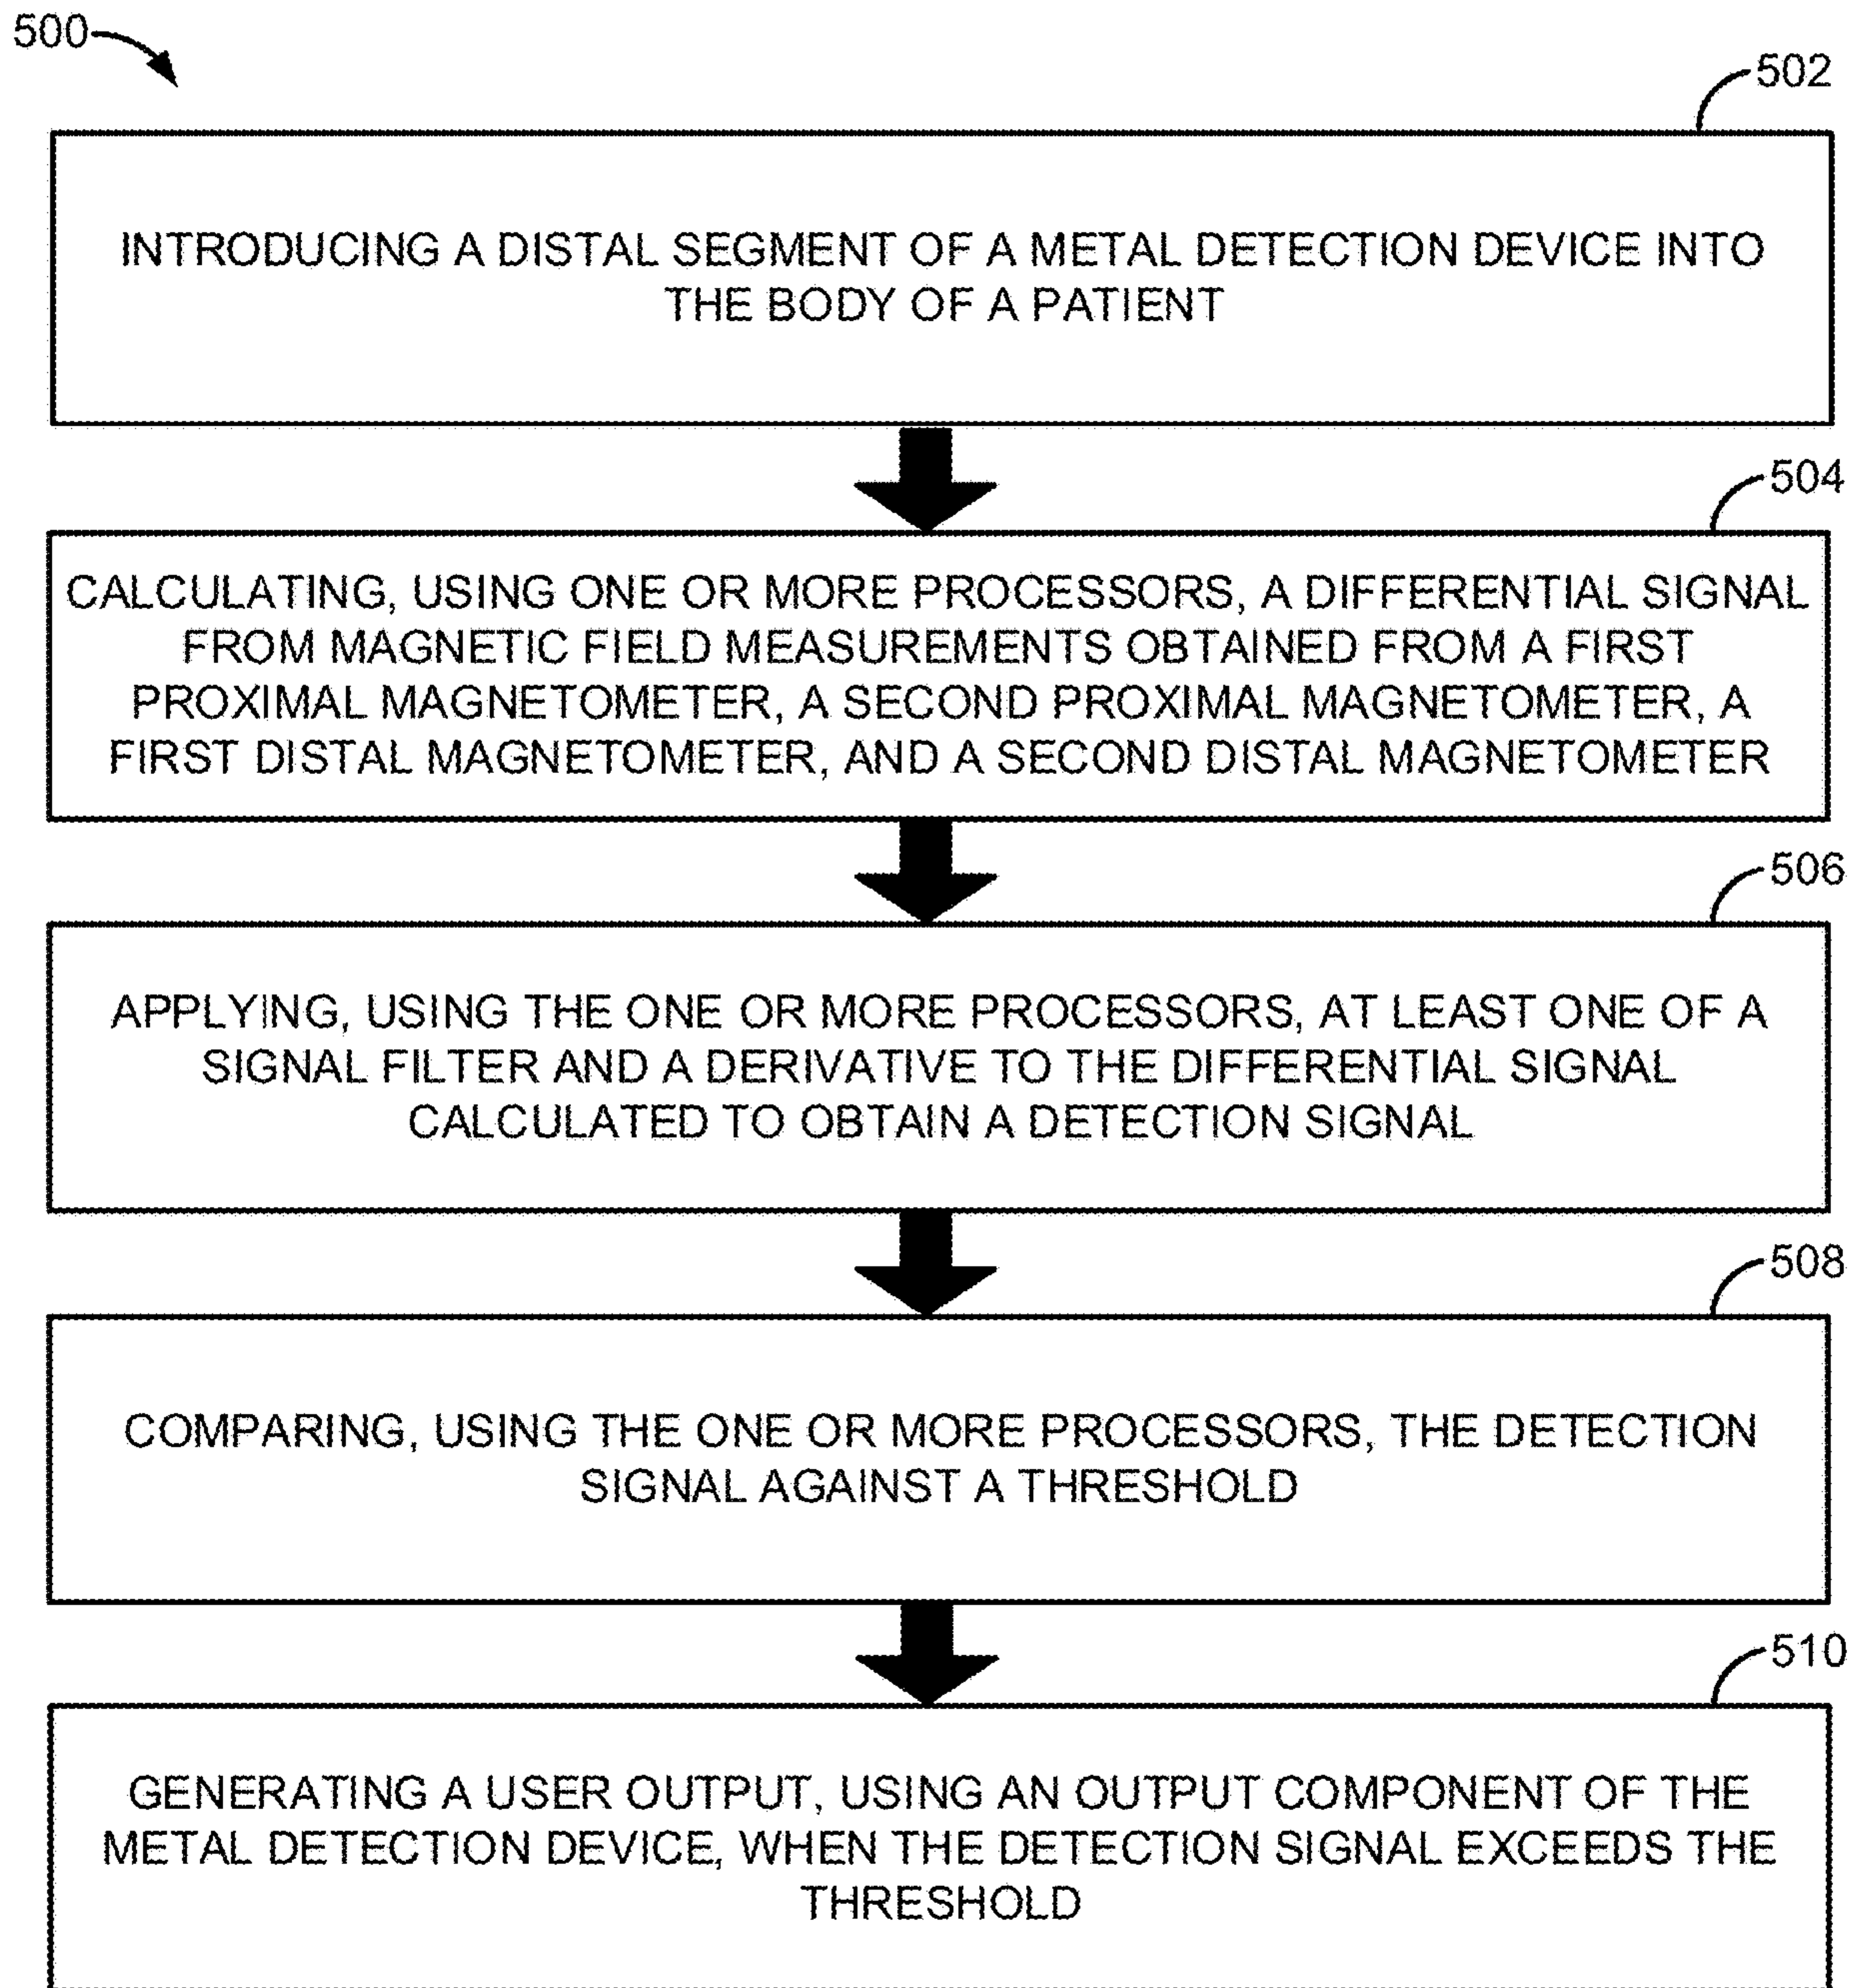 500
502
INTRODUCING A DISTAL SEGMENT OF A METAL DETECTION DEVICE INTO
THE BODY OF A PATIENT
504
CALCULATING, USING ONE OR MORE PROCESSORS, A DIFFERENTIAL SIGNAL
FROM MAGNETIC FIELD MEASUREMENTS OBTAINED FROM A FIRST
PROXIMAL MAGNETOMETER, A SECOND PROXIMAL MAGNETOMETER, A
FIRST DISTAL MAGNETOMETER, AND A SECOND DISTAL MAGNETOMETER
506
APPLYING, USING THE ONE OR MORE PROCESSORS, AT LEAST ONE OF A
SIGNAL FILTER AND A DERIVATIVE TO THE DIFFERENTIAL SIGNAL
CALCULATED TO OBTAIN A DETECTION SIGNAL
508
COMPARING, USING THE ONE OR MORE PROCESSORS, THE DETECTION
SIGNAL AGAINST A THRESHOLD
510
GENERATING A USER OUTPUT, USING AN OUTPUT COMPONENT OF THE
METAL DETECTION DEVICE, WHEN THE DETECTION SIGNAL EXCEEDS THE
THRESHOLD